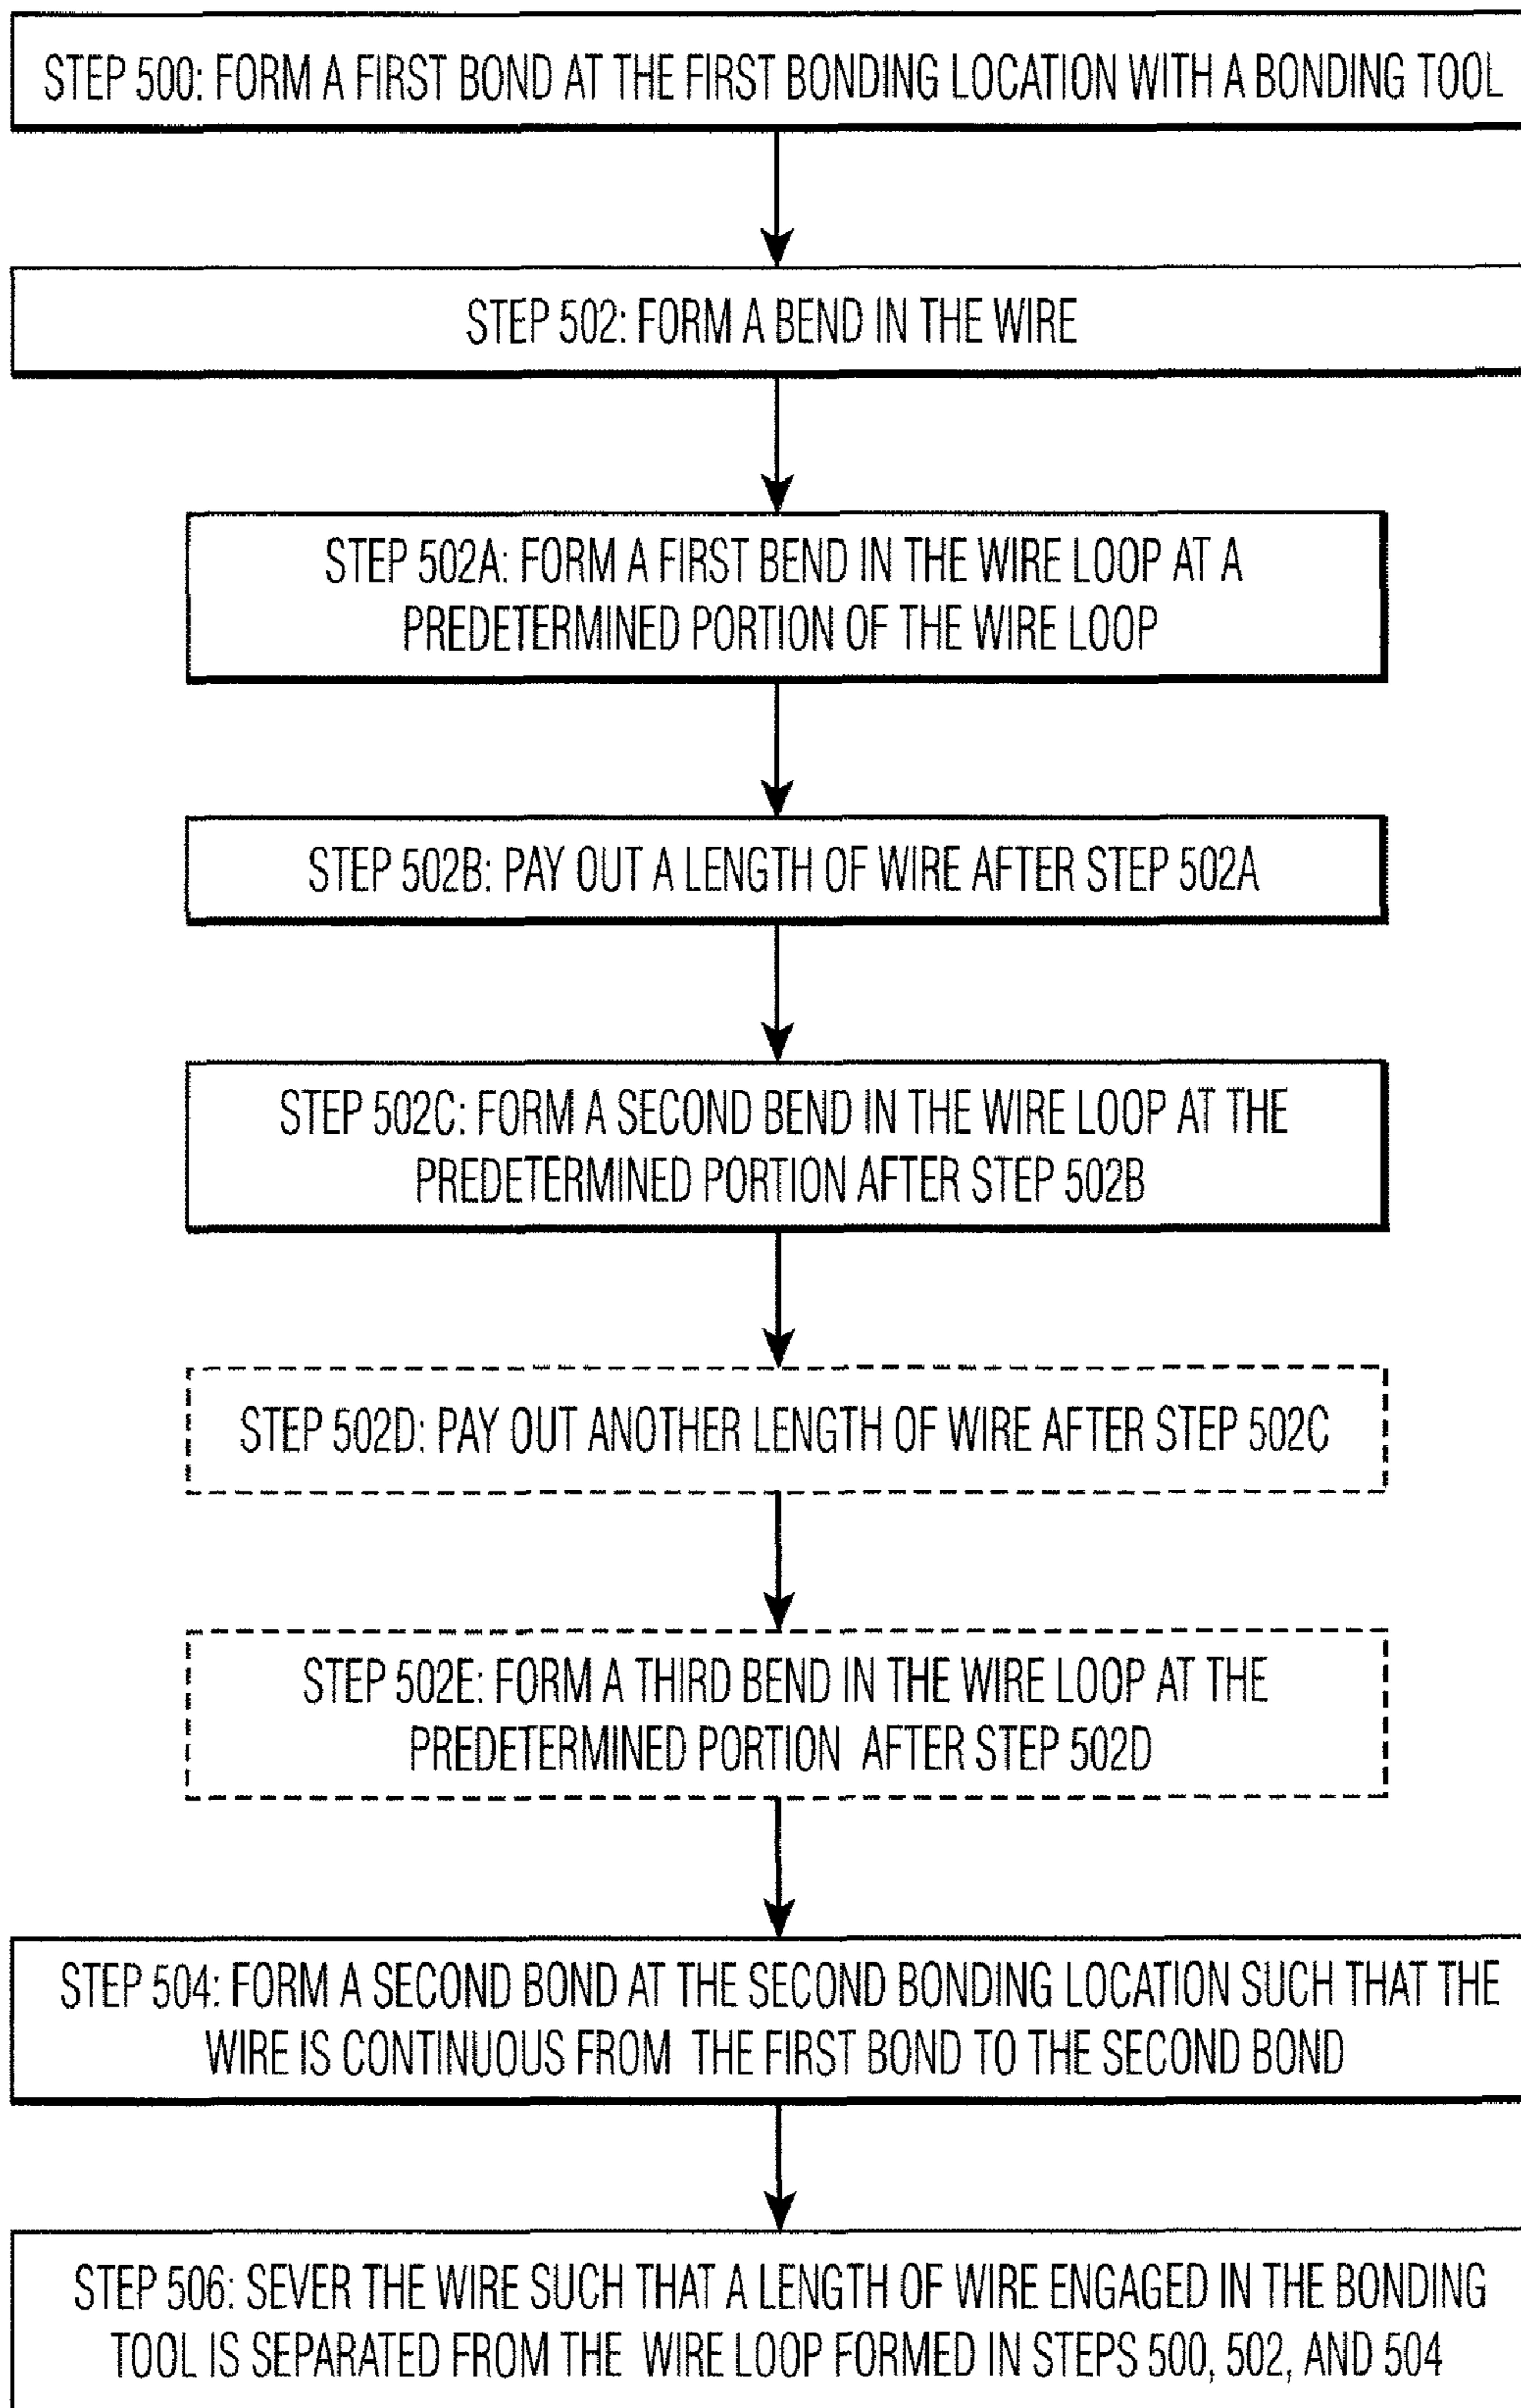 STEP 500: FORM A FIRST BOND AT THE FIRST BONDING LOCATION WITH A BONDING TOOL
STEP 502: FORM A BEND IN THE WIRE
STEP 502A: FORM A FIRST BEND IN THE WIRE LOOP AT A
PREDETERMINED PORTION OF THE WIRE LOOP
STEP 502B: PAY OUT A LENGTH OF WIRE AFTER STEP 502A
STEP 502C: FORM A SECOND BEND IN THE WIRE LOOP AT THE
PREDETERMINED PORTION AFTER STEP 502B
STEP 502D: PAY OUT ANOTHER LENGTH OF WIRE AFTER STEP 502C
STEP 502E: FORM A THIRD BEND IN THE WIRE LOOP AT THE
PREDETERMINED PORTION AFTER STEP 502D
STEP 504: FORM A SECOND BOND AT THE SECOND BONDING LOCATION SUCH THAT THE
WIRE IS CONTINUOUS FROM THE FIRST BOND TO THE SECOND BOND
STEP 506: SEVER THE WIRE SUCH THAT A LENGTH OF WIRE ENGAGED IN THE BONDING
TOOL IS SEPARATED FROM THE WIRE LOOP FORMED IN STEPS 500, 502, AND 504